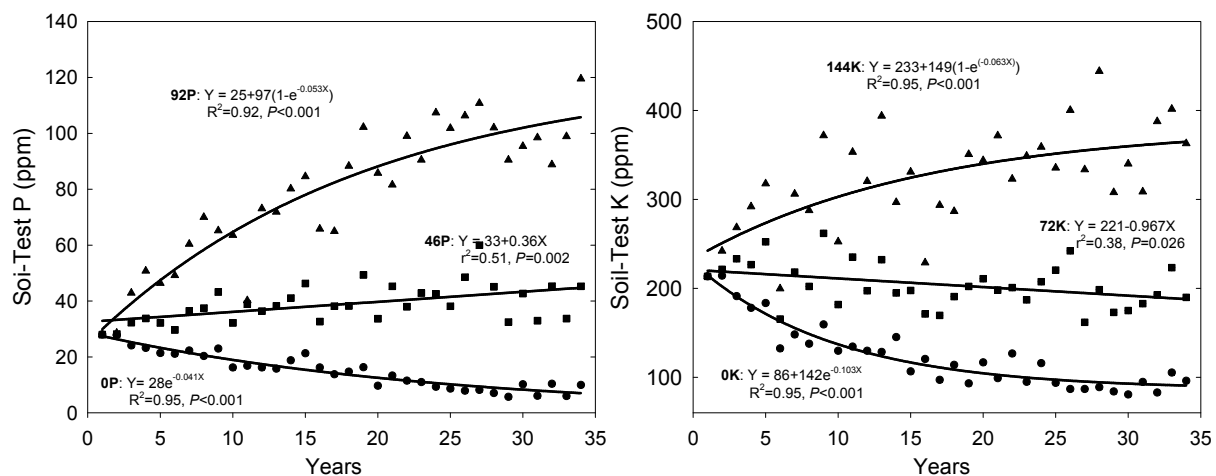 140
120
100
80
60
40
20
0
Soi-Test P (ppm)
92P: Y = 25+97(1-e^-0.053X)
R²=0.92, P<0.001
46P: Y = 33+0.36X
r²=0.51, P=0.002
0P= 28e^-0.041X
R²=0.95, P<0.001
0 5 10 15 20 25 30 35
Years
500
400
300
200
100
Soil-Test K (ppm)
144K: Y = 233+149(1-e^(-0.063X))
R²=0.95, P<0.001
72K: Y = 221-0.967X
r²=0.38, P=0.026
0K: Y = 86+142e^-0.103X
R²=0.95, P<0.001
0 5 10 15 20 25 30 35
Years